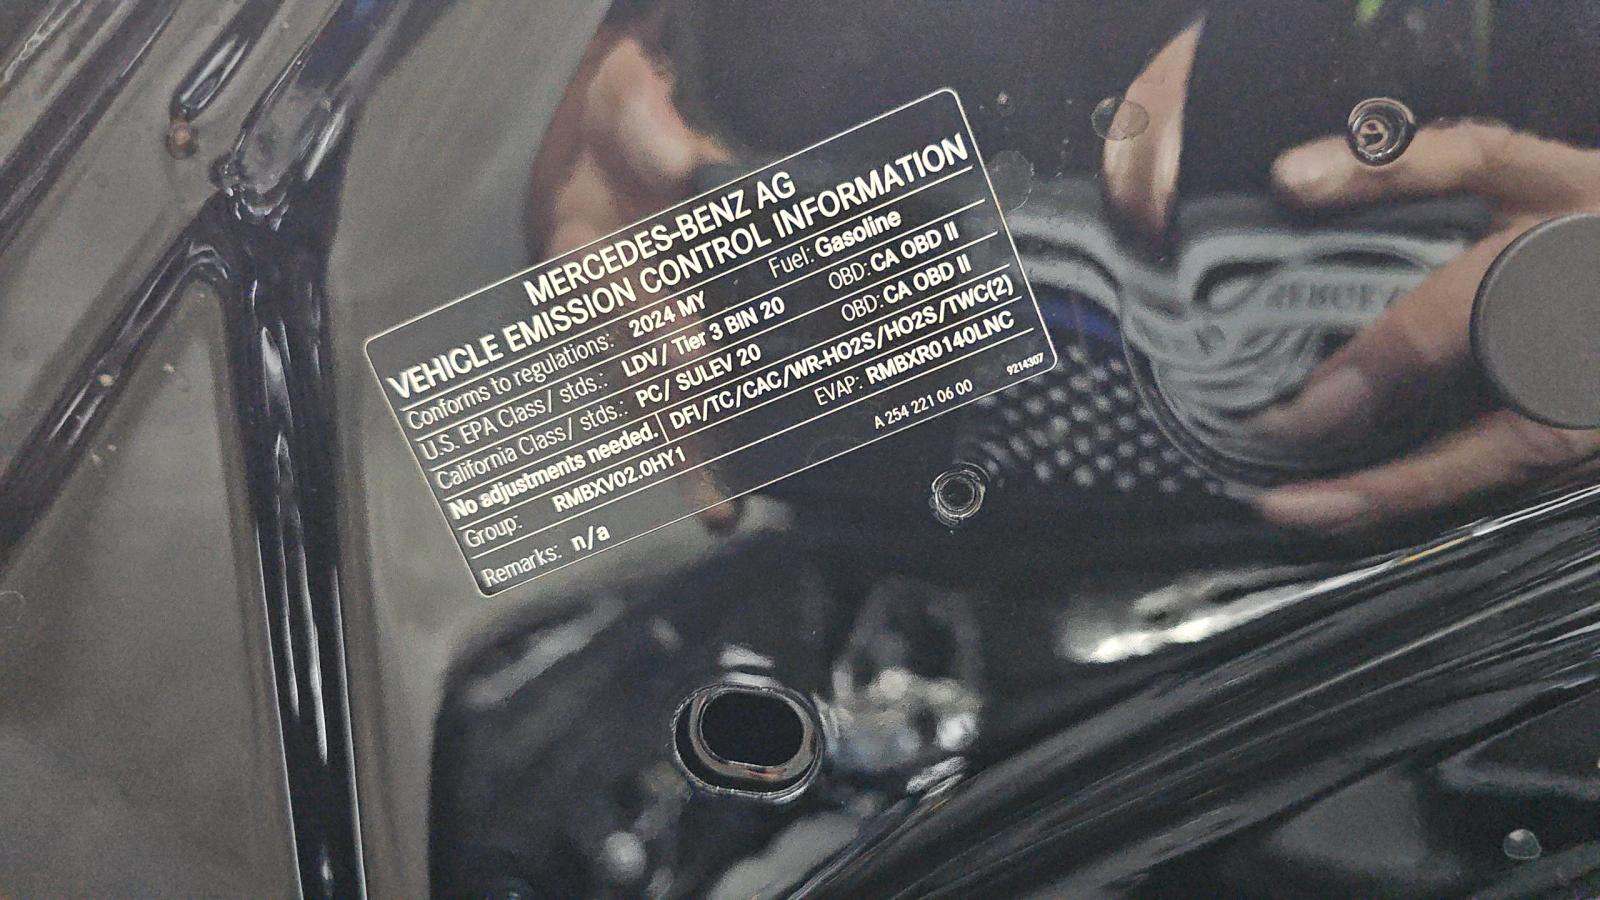 MERCEDES-BENZ AG
VEHICLE EMISSION CONTROL INFORMATION
Conforms to regulations: 2024 MY Fuel: Gasoline
U.S. EPA Class/ stds.: LDV/ Tier 3 BIN 20 OBD: CA OBD II
California Class/ stds.: PC/ SULEV 20 OBD: CA OBD II
No adjustments needed. DFI/TC/CAC/WR-HO2S/HO2S/TWC(2)
Group: RMBXV02.0HY1 EVAP: RMBXR0140LNC
Remarks: n/a A 254 221 06 00 9214307